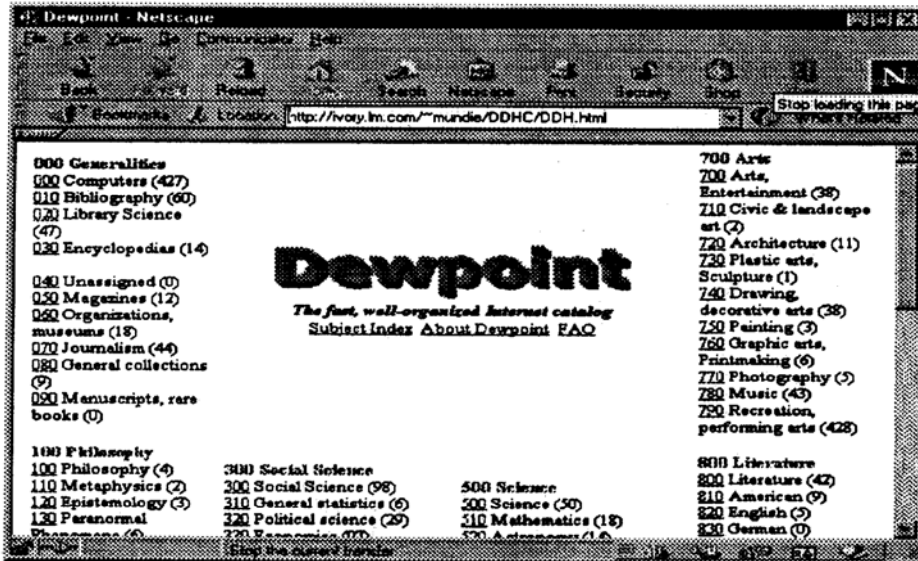 Dewpoint - Netscape
File Edit View Go Communicator Help
Back Reload Search Netscape Print Security Shop
Stop loading this pag
Bookmarks Location: http://ivory.lm.com/~mundie/DDHC/DDH.html What's Related
000 Generalities
000 Computers (427)
010 Bibliography (60)
020 Library Science
(47)
030 Encyclopedias (14)
040 Unassigned (0)
050 Magazines (12)
060 Organizations,
museums (18)
070 Journalism (44)
080 General collections
(9)
090 Manuscripts, rare
books (0)
100 Philosophy
100 Philosophy (4)
110 Metaphysics (2)
120 Epistemology (3)
130 Paranormal
Phenomena (6)
Dewpoint
The fast, well-organized Internet catalog
Subject Index About Dewpoint FAQ
300 Social Science
300 Social Science (98)
310 General statistics (6)
320 Political science (29)
500 Science
500 Science (50)
510 Mathematics (18)
520 Astronomy (14)
700 Arts
700 Arts,
Entertainment (38)
710 Civic & landscape
art (2)
720 Architecture (11)
730 Plastic arts,
Sculpture (1)
740 Drawing,
decorative arts (38)
750 Painting (3)
760 Graphic arts,
Printmaking (6)
770 Photography (5)
780 Music (43)
790 Recreation,
performing arts (428)
800 Literature
800 Literature (42)
810 American (9)
820 English (5)
830 German (0)
Stop the current transfer